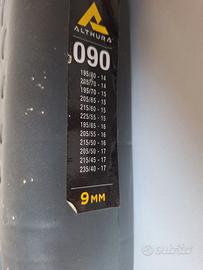 ALTHURA
090
195/80 - 14
205/70 - 14
195/70 - 15
205/65 - 15
215/60 - 15
225/55 - 15
195/65 - 16
205/55 - 16
215/50 - 16
205/50 - 17
215/45 - 17
235/40 - 17
9MM
subito